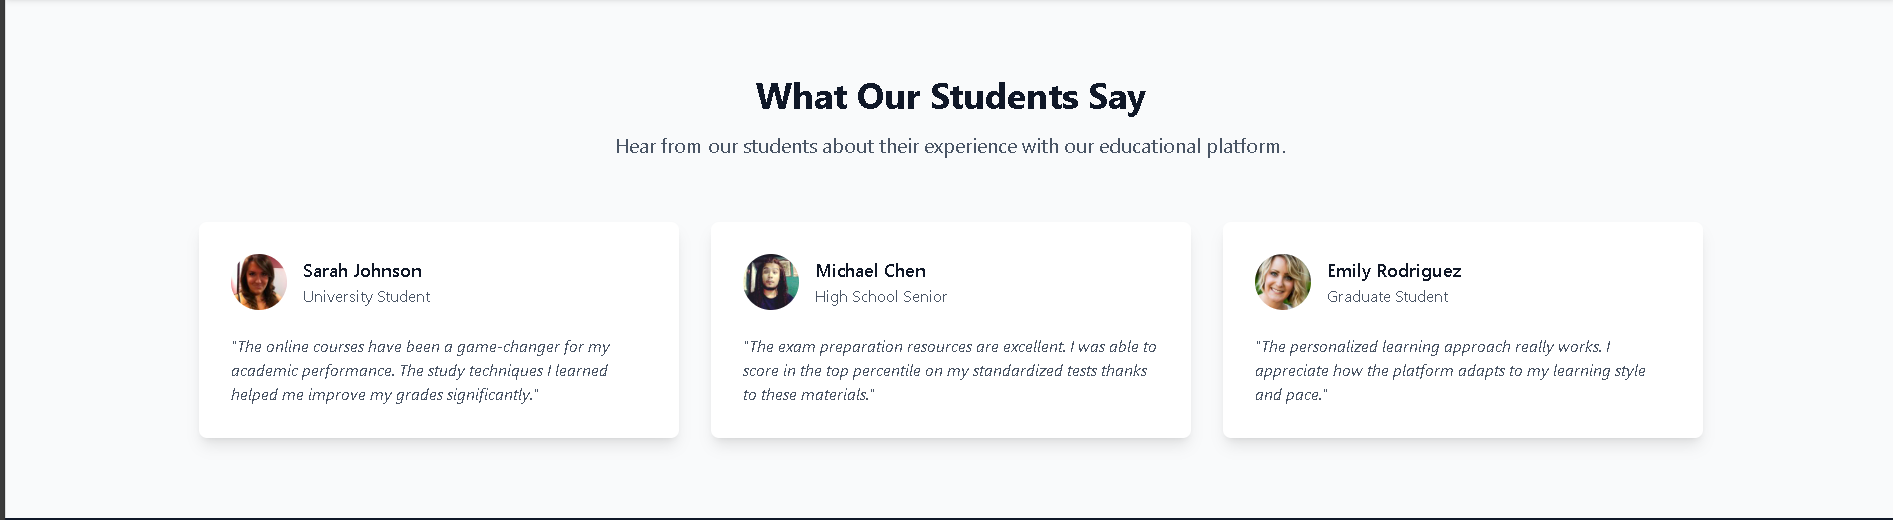 What Our Students Say
Hear from our students about their experience with our educational platform.
Sarah Johnson
University Student
"The online courses have been a game-changer for my
academic performance. The study techniques I learned
helped me improve my grades significantly."
Michael Chen
High School Senior
"The exam preparation resources are excellent. I was able to
score in the top percentile on my standardized tests thanks
to these materials."
Emily Rodriguez
Graduate Student
"The personalized learning approach really works. I
appreciate how the platform adapts to my learning style
and pace."